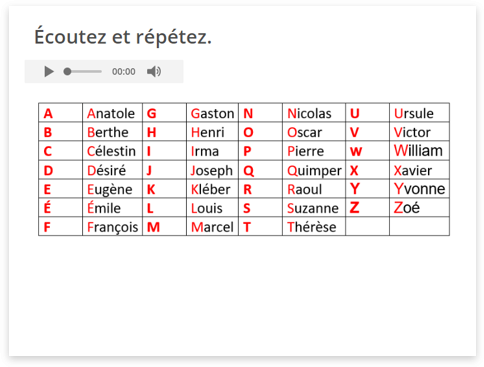 Écoutez et répétez.
00:00
A Anatole G Gaston N Nicolas U Ursule
B Berthe H Henri O Oscar V Victor
C Célestin I Irma P Pierre w William
D Désiré J Joseph Q Quimper X Xavier
E Eugène K Kléber R Raoul Y Yvonne
É Émile L Louis S Suzanne Z Zoé
F François M Marcel T Thérèse